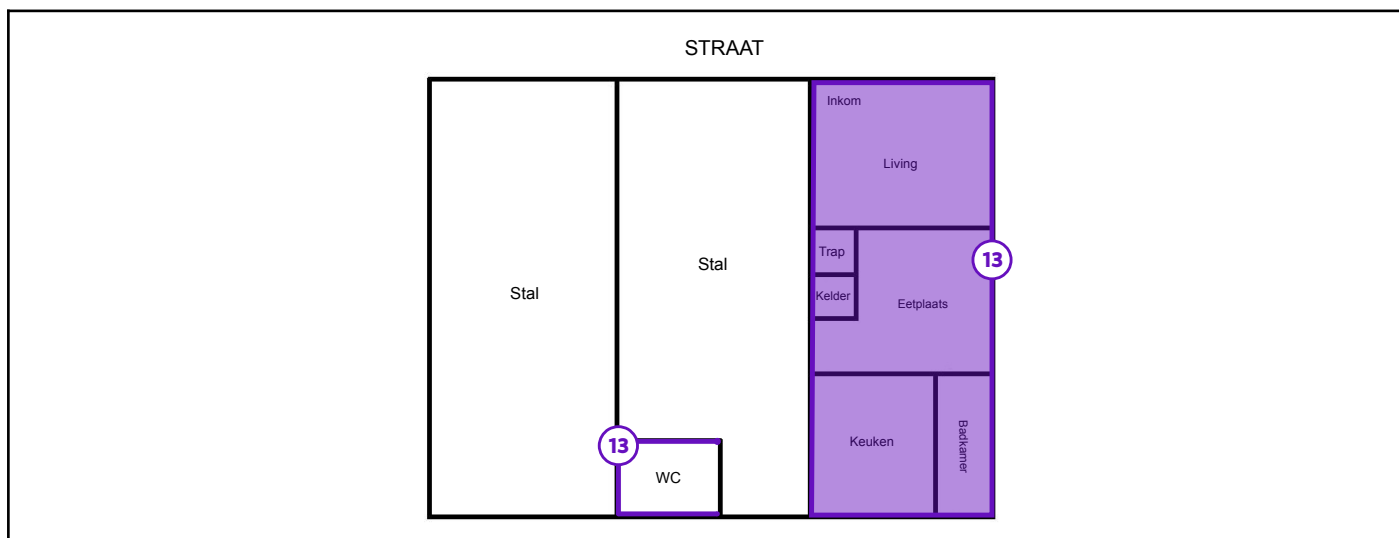 STRAAT
Inkom
Living
Trap
13
Stal
Stal
Kelder
Eetplaats
13
Keuken
Badkamer
WC